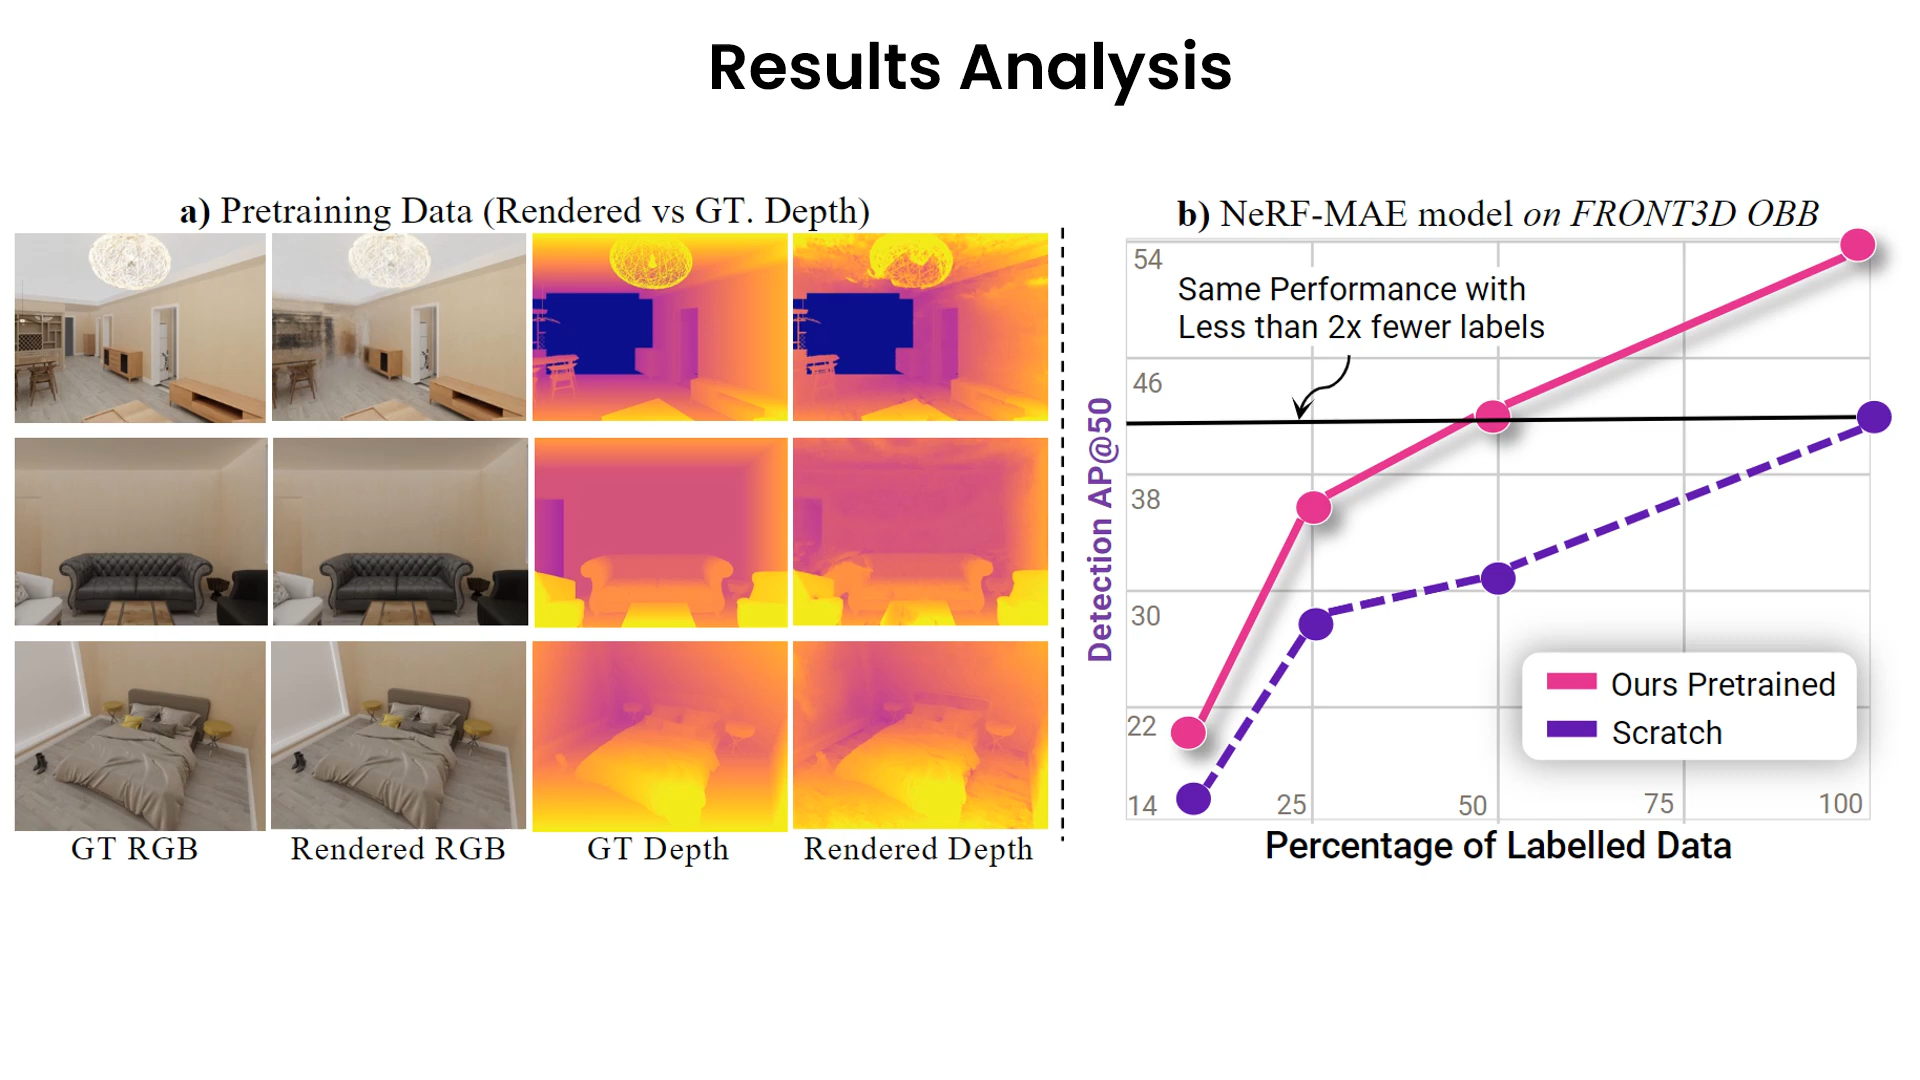 Results Analysis
a) Pretraining Data (Rendered vs GT. Depth)
GT RGB
Rendered RGB
GT Depth
Rendered Depth
b) NeRF-MAE model on FRONT3D OBB
Same Performance with
Less than 2x fewer labels
Detection AP@50
54
46
38
30
22
14
25
50
75
100
Percentage of Labelled Data
Ours Pretrained
Scratch